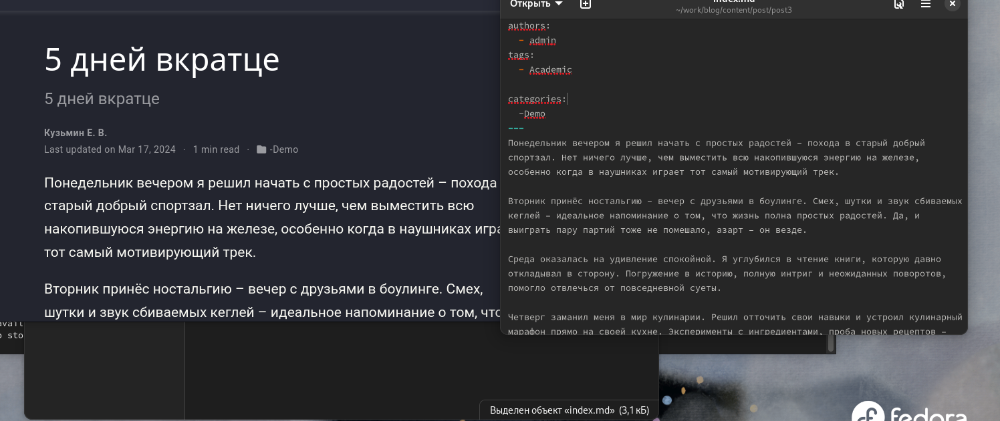 5 дней вкратце
5 дней вкратце
Кузьмин Е. В.
Last updated on Mar 17, 2024 · 1 min read · -Demo
Понедельник вечером я решил начать с простых радостей – похода
старый добрый спортзал. Нет ничего лучше, чем выместить всю
накопившуюся энергию на железе, особенно когда в наушниках игра
тот самый мотивирующий трек.
Вторник принёс ностальгию – вечер с друзьями в боулинге. Смех,
шутки и звук сбиваемых кеглей – идеальное напоминание о том, что
Открыть
index.md
~/work/blog/content/post/post3
authors:
- admin
tags:
- Academic
categories:
-Demo
---
Понедельник вечером я решил начать с простых радостей – похода в старый добрый
спортзал. Нет ничего лучше, чем выместить всю накопившуюся энергию на железе,
особенно когда в наушниках играет тот самый мотивирующий трек.
Вторник принёс ностальгию – вечер с друзьями в боулинге. Смех, шутки и звук сбиваемых
кеглей – идеальное напоминание о том, что жизнь полна простых радостей. Да, и
выиграть пару партий тоже не помешало, азарт – он везде.
Среда оказалась на удивление спокойной. Я углубился в чтение книги, которую давно
откладывал в сторону. Погружение в историю, полную интриг и неожиданных поворотов,
помогло отвлечься от повседневной суеты.
Четверг заманил меня в мир кулинарии. Решил отточить свои навыки и устроил кулинарный
марафон прямо на своей кухне. Эксперименты с ингредиентами, проба новых рецептов –
sto
Выделен объект «index.md» (3,1 кБ)
fedora